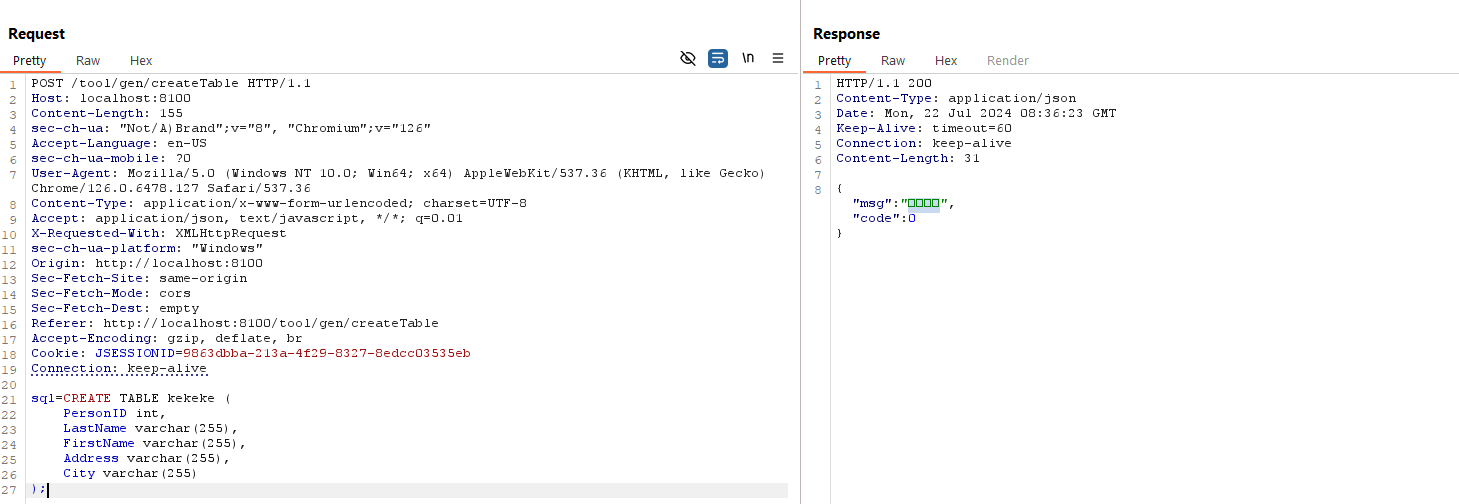 Request
Pretty Raw Hex
\n
1 POST /tool/gen/createTable HTTP/1.1
2 Host: localhost:8100
3 Content-Length: 155
4 sec-ch-ua: "Not/A)Brand";v="8", "Chromium";v="126"
5 Accept-Language: en-US
6 sec-ch-ua-mobile: ?0
7 User-Agent: Mozilla/5.0 (Windows NT 10.0; Win64; x64) AppleWebKit/537.36 (KHTML, like Gecko)
Chrome/126.0.6478.127 Safari/537.36
8 Content-Type: application/x-www-form-urlencoded; charset=UTF-8
9 Accept: application/json, text/javascript, */*; q=0.01
10 X-Requested-With: XMLHttpRequest
11 sec-ch-ua-platform: "Windows"
12 Origin: http://localhost:8100
13 Sec-Fetch-Site: same-origin
14 Sec-Fetch-Mode: cors
15 Sec-Fetch-Dest: empty
16 Referer: http://localhost:8100/tool/gen/createTable
17 Accept-Encoding: gzip, deflate, br
18 Cookie: JSESSIONID=9863dbba-213a-4f29-8327-8edcc03535eb
19 Connection: keep-alive
20
21 sql=CREATE TABLE kekeke (
22 PersonID int,
23 LastName varchar(255),
24 FirstName varchar(255),
25 Address varchar(255),
26 City varchar(255)
27 );
Response
Pretty Raw Hex Render
1 HTTP/1.1 200
2 Content-Type: application/json
3 Date: Mon, 22 Jul 2024 08:36:23 GMT
4 Keep-Alive: timeout=60
5 Connection: keep-alive
6 Content-Length: 31
7
8 {
"msg":"□□□□",
"code":0
}